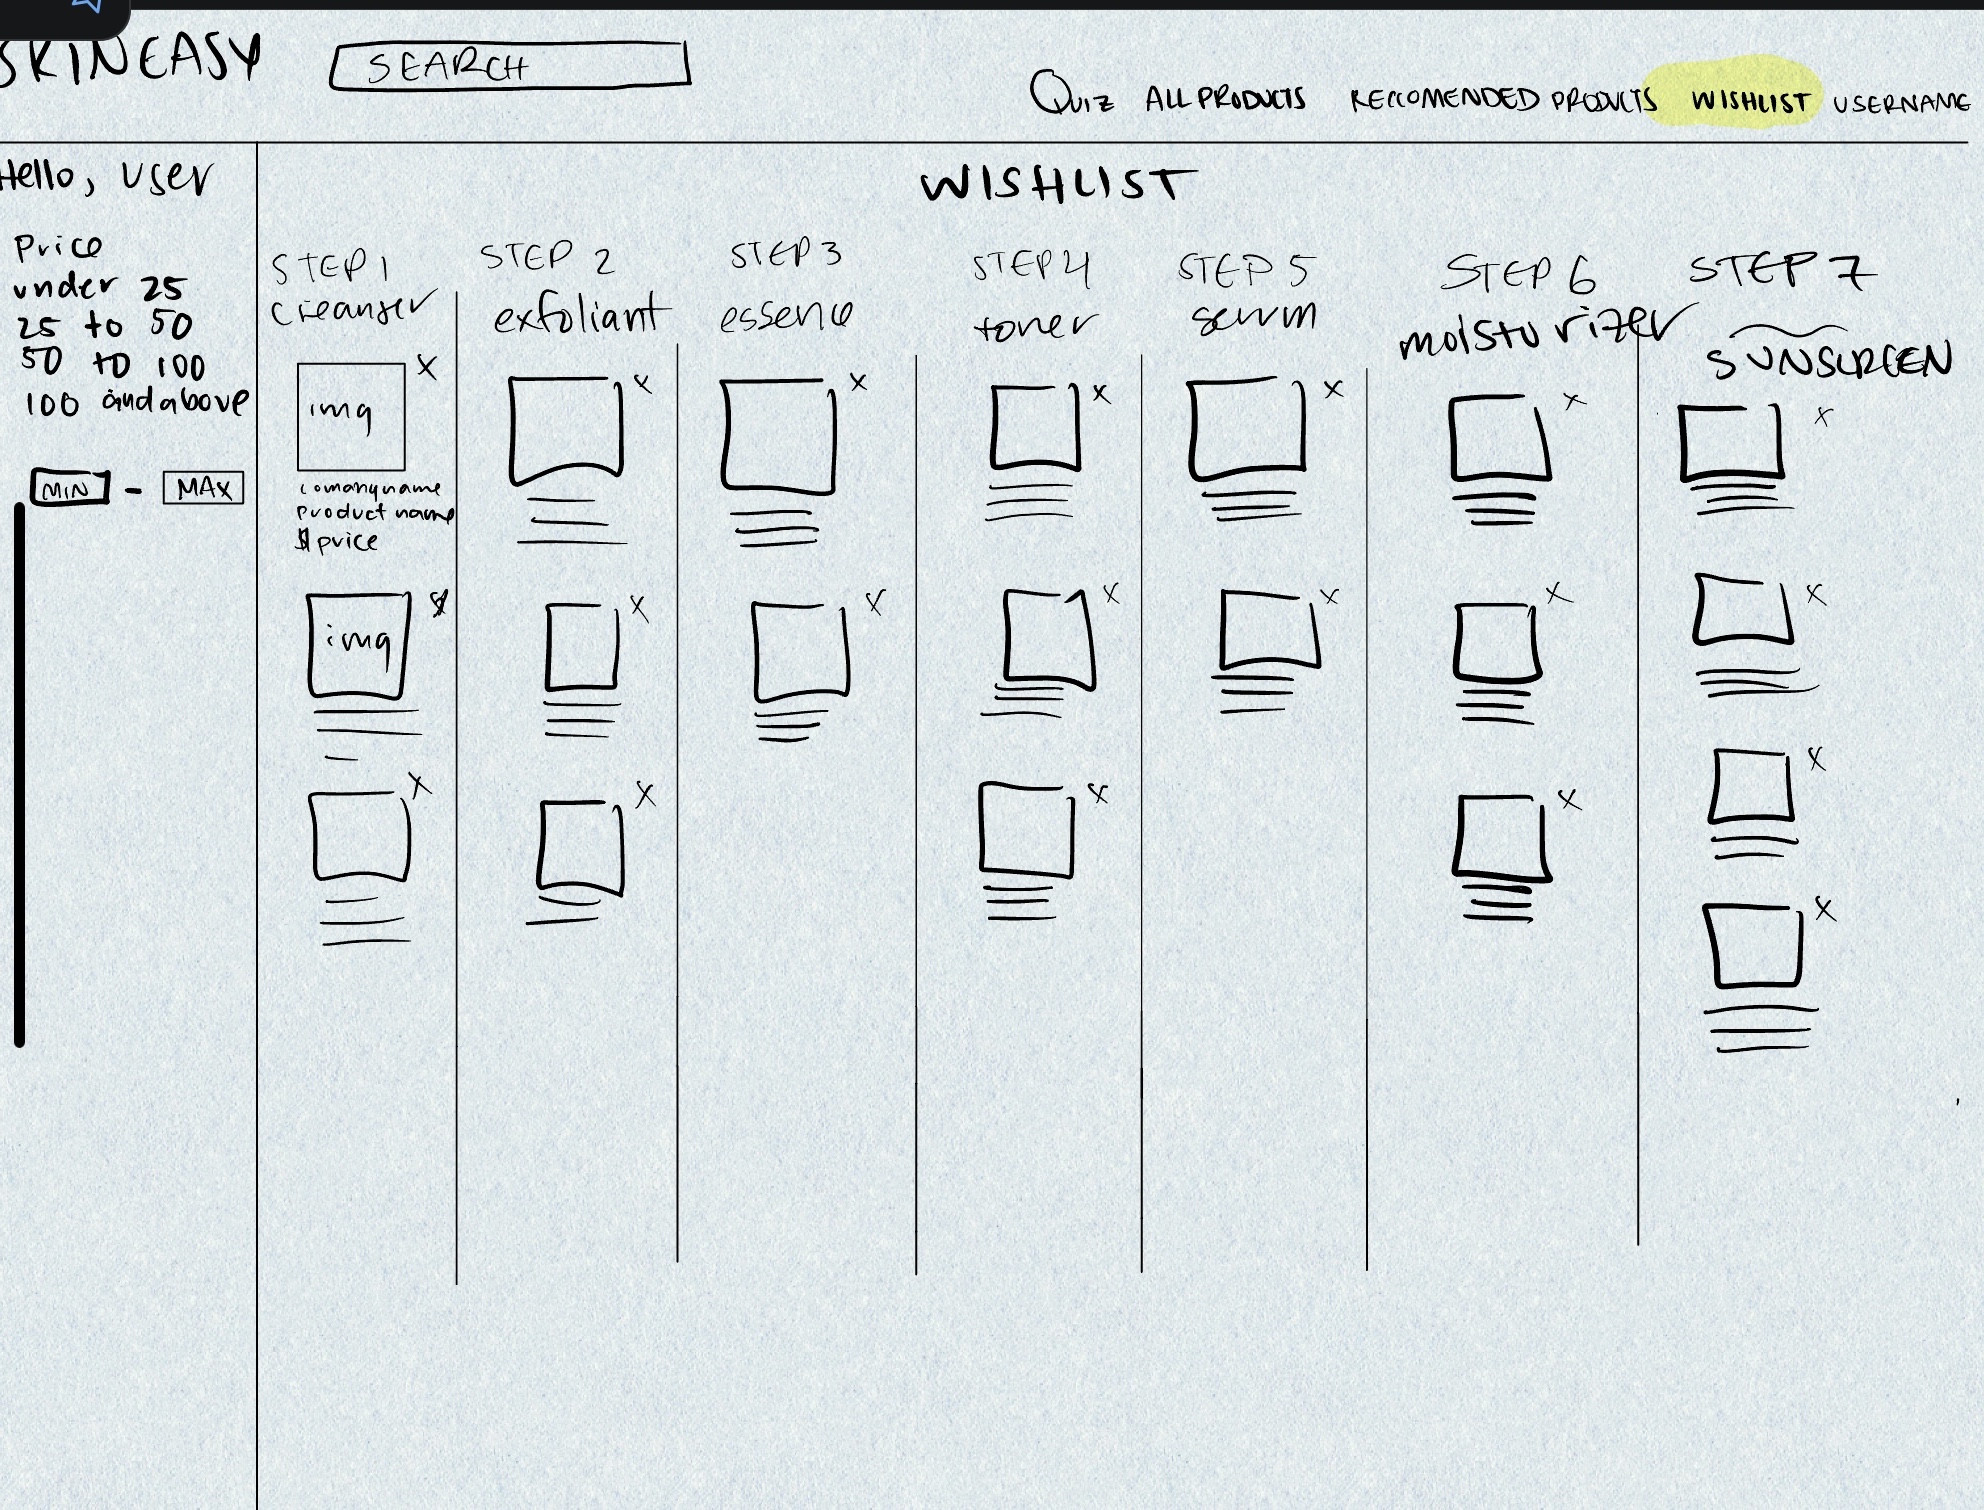 SKINEASY
SEARCH
Quiz ALL PRODUCTS RECCOMENDED PRODUCTS WISHLIST USERNAME
Hello, user
WISHLIST
Price
under 25
25 to 50
50 to 100
100 and above
MIN - MAX
STEP 1
cleanser
img
x
comany name
product name
$ price
img
x
x
STEP 2
exfoliant
x
x
x
STEP 3
essence
x
x
STEP 4
toner
x
x
x
STEP 5
serum
x
x
STEP 6
moisturizer
x
x
x
STEP 7
SUNSCREEN
x
x
x
x